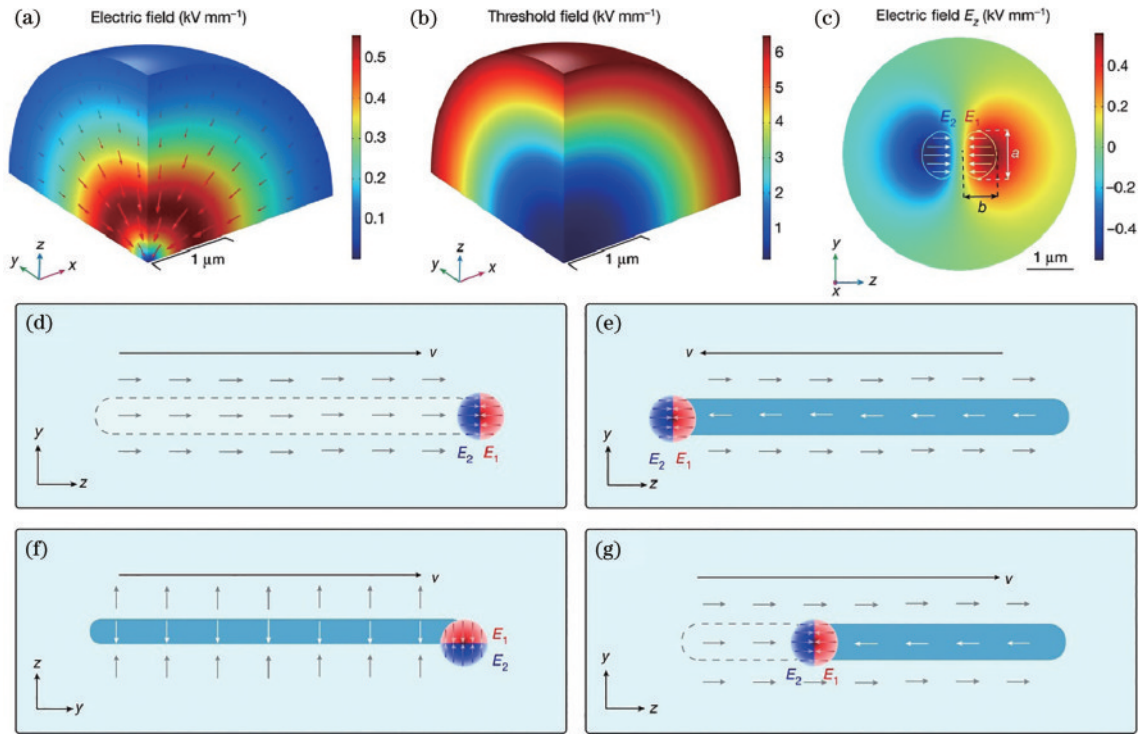 (a)
Electric field (kV mm⁻¹)
0.5
0.4
0.3
0.2
0.1
1 μm
z
y
x
(b)
Threshold field (kV mm⁻¹)
6
5
4
3
2
1
1 μm
z
y
x
(c)
Electric field Ez (kV mm⁻¹)
E2 E1
a
b
0.4
0.2
0
−0.2
−0.4
y
x
z
1 μm
(d)
v
y
z
E2 E1
(e)
v
y
z
E2 E1
(f)
v
z
y
E1
E2
(g)
v
y
z
E2 E1